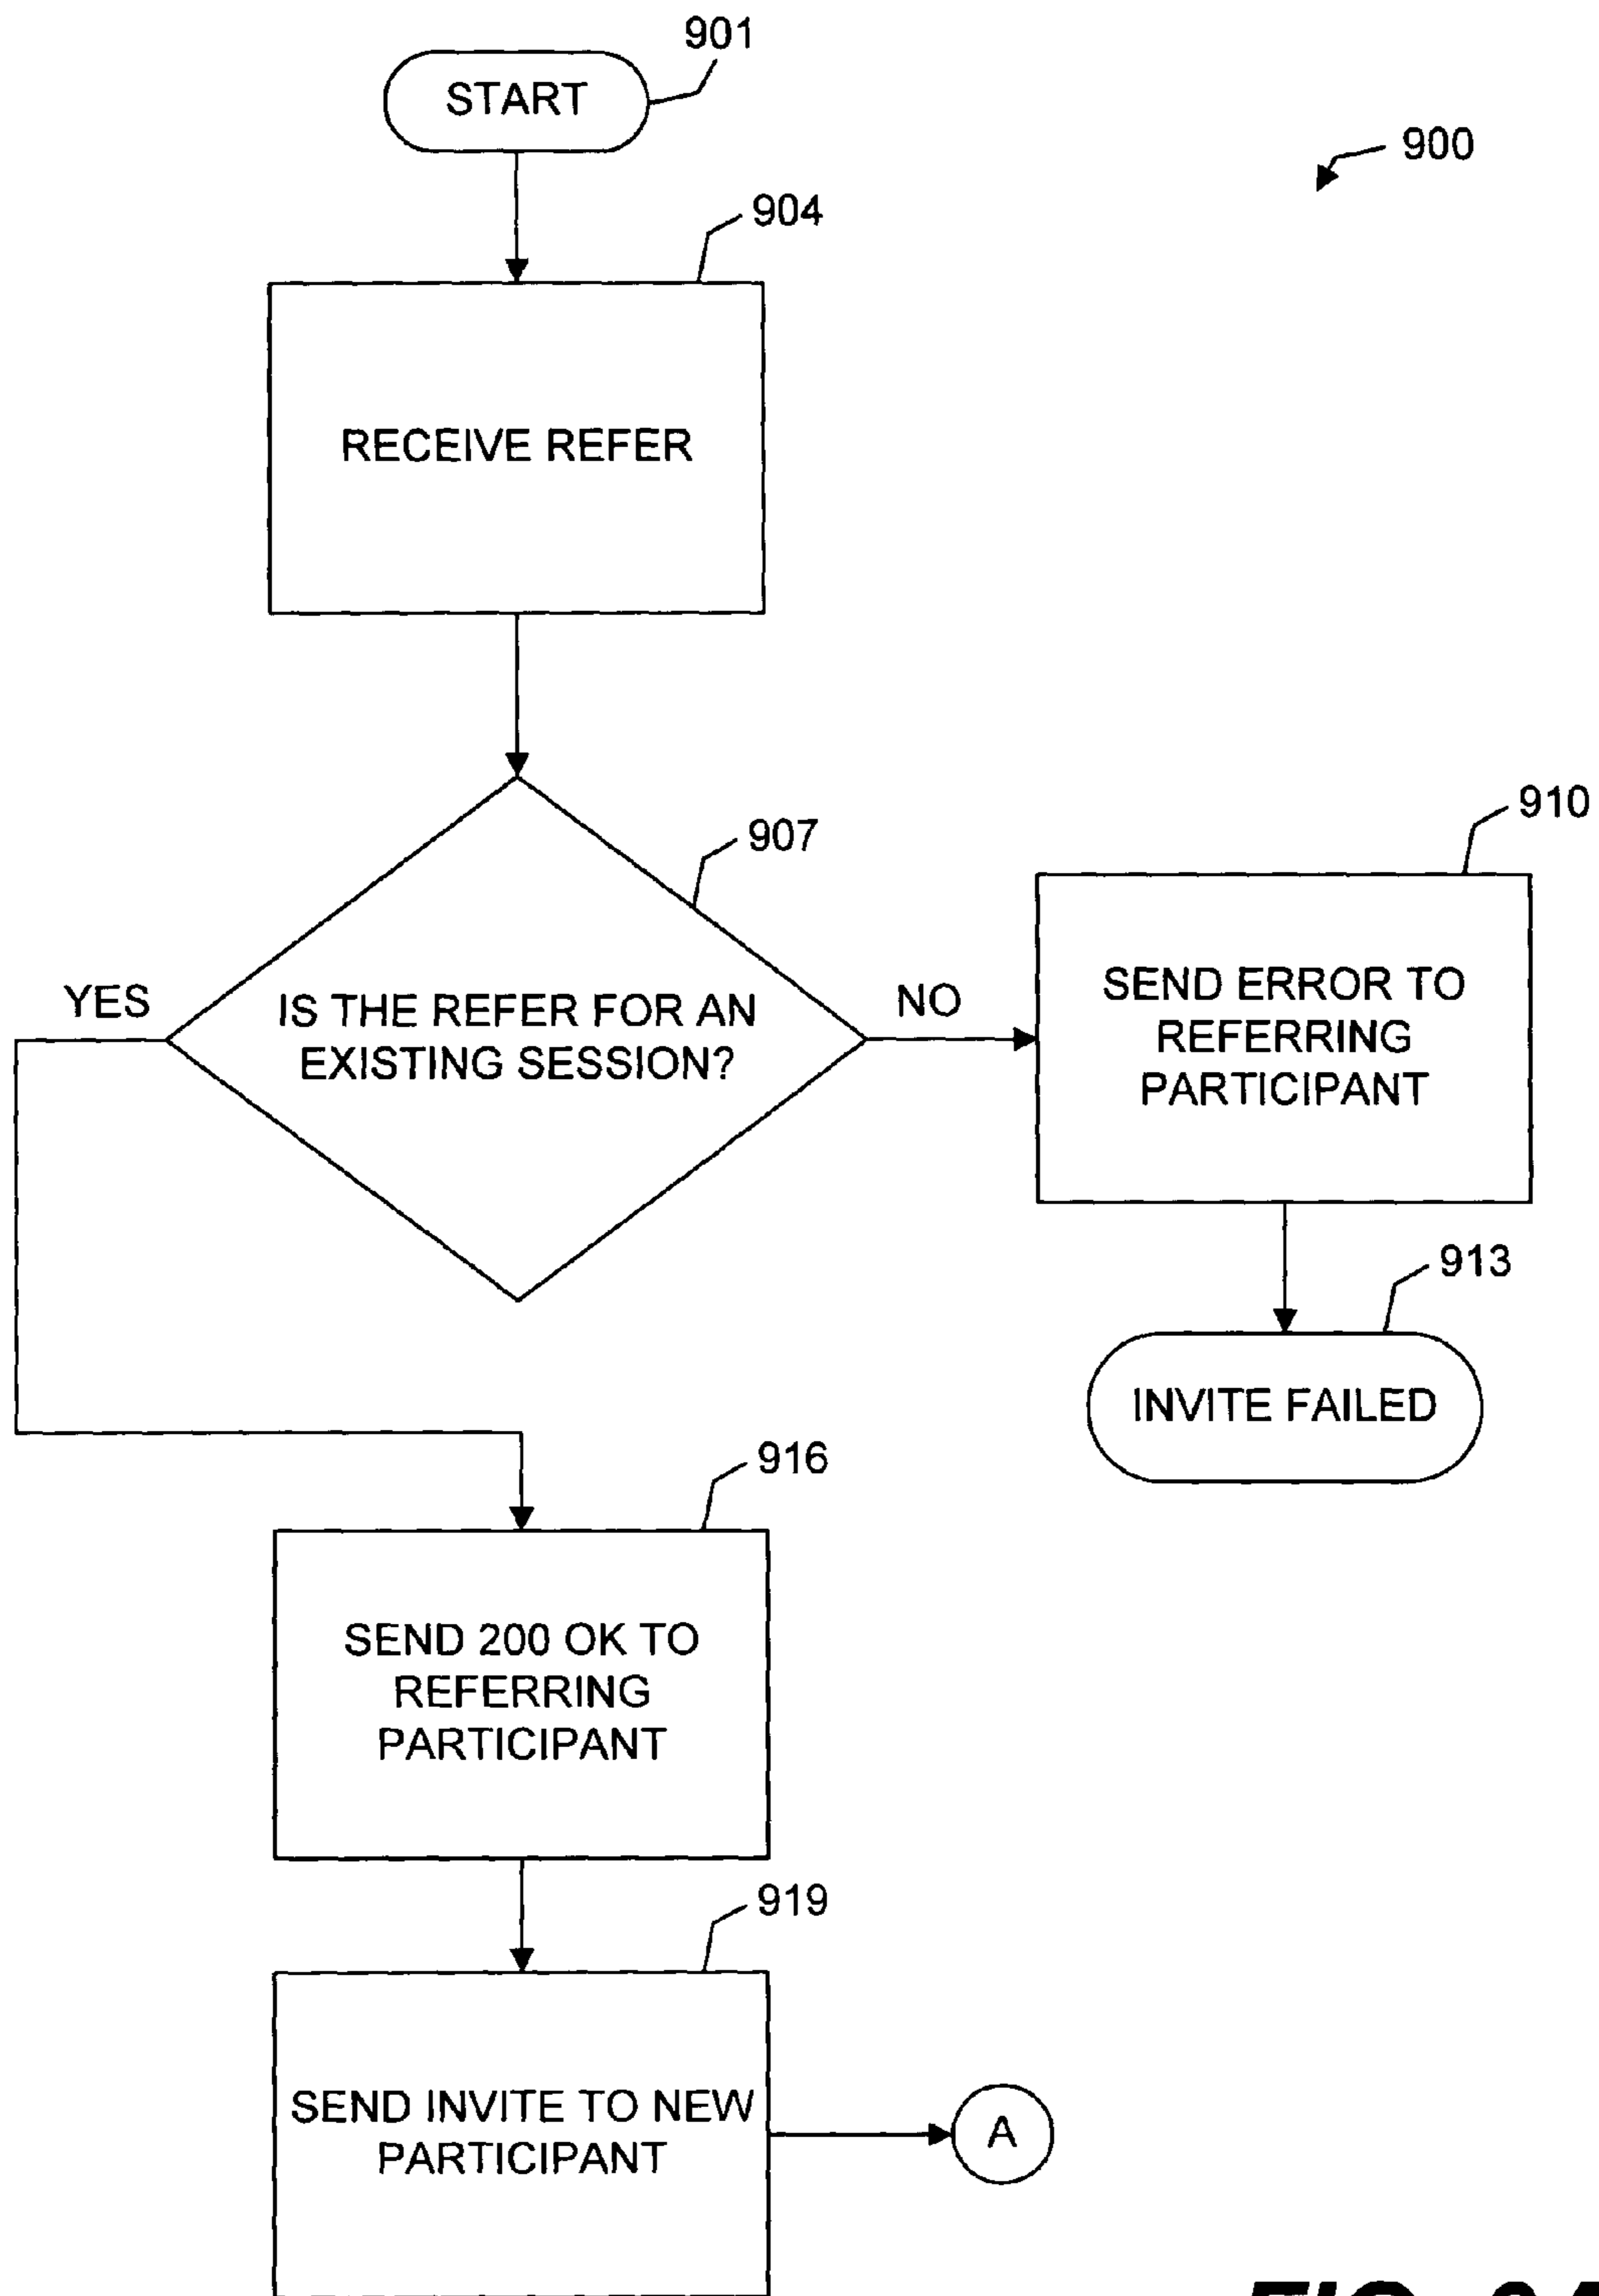 901
START
900
904
RECEIVE REFER
907
910
YES
IS THE REFER FOR AN
EXISTING SESSION?
NO
SEND ERROR TO
REFERRING
PARTICIPANT
913
INVITE FAILED
916
SEND 200 OK TO
REFERRING
PARTICIPANT
919
SEND INVITE TO NEW
PARTICIPANT
A